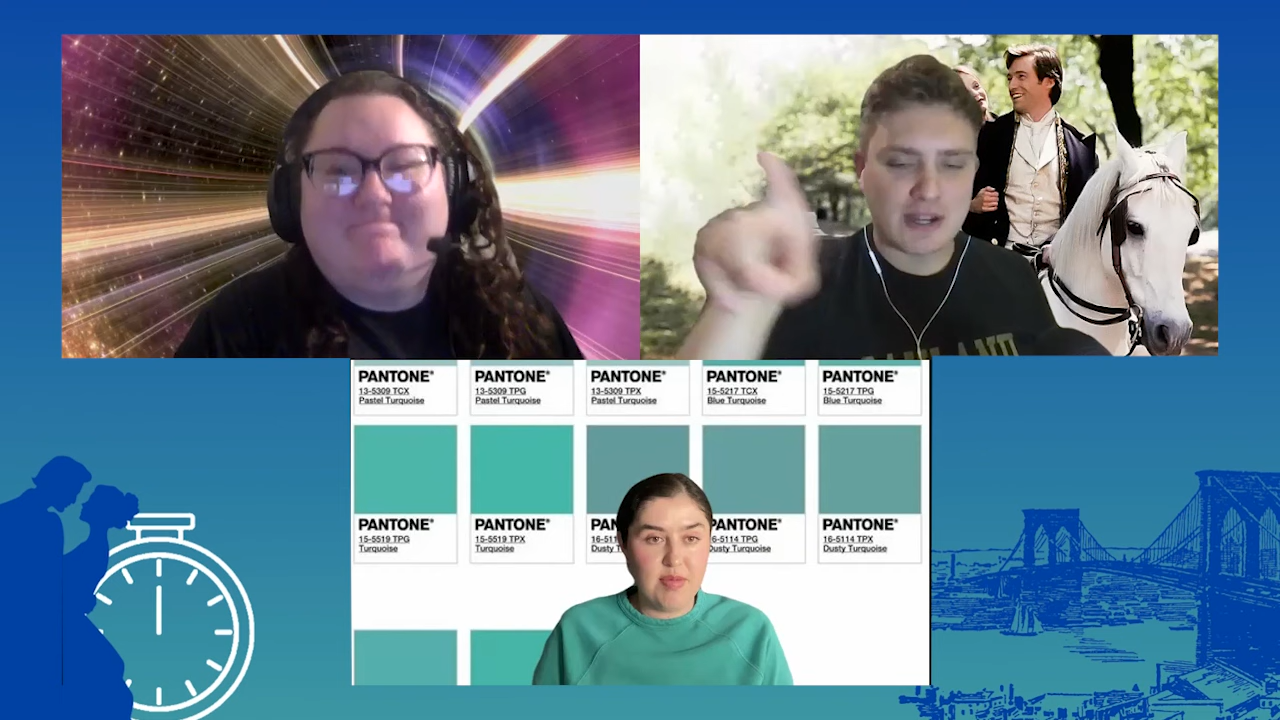 PANTONE®
13-5309 TCX
Pastel Turquoise
PANTONE®
13-5309 TPG
Pastel Turquoise
PANTONE®
13-5309 TPX
Pastel Turquoise
PANTONE®
15-5217 TCX
Blue Turquoise
PANTONE®
15-5217 TPG
Blue Turquoise
PANTONE®
15-5519 TPG
Turquoise
PANTONE®
15-5519 TPX
Turquoise
PANTONE®
6-5114 TPG
Dusty Turquoise
PANTONE®
16-5114 TPX
Dusty Turquoise